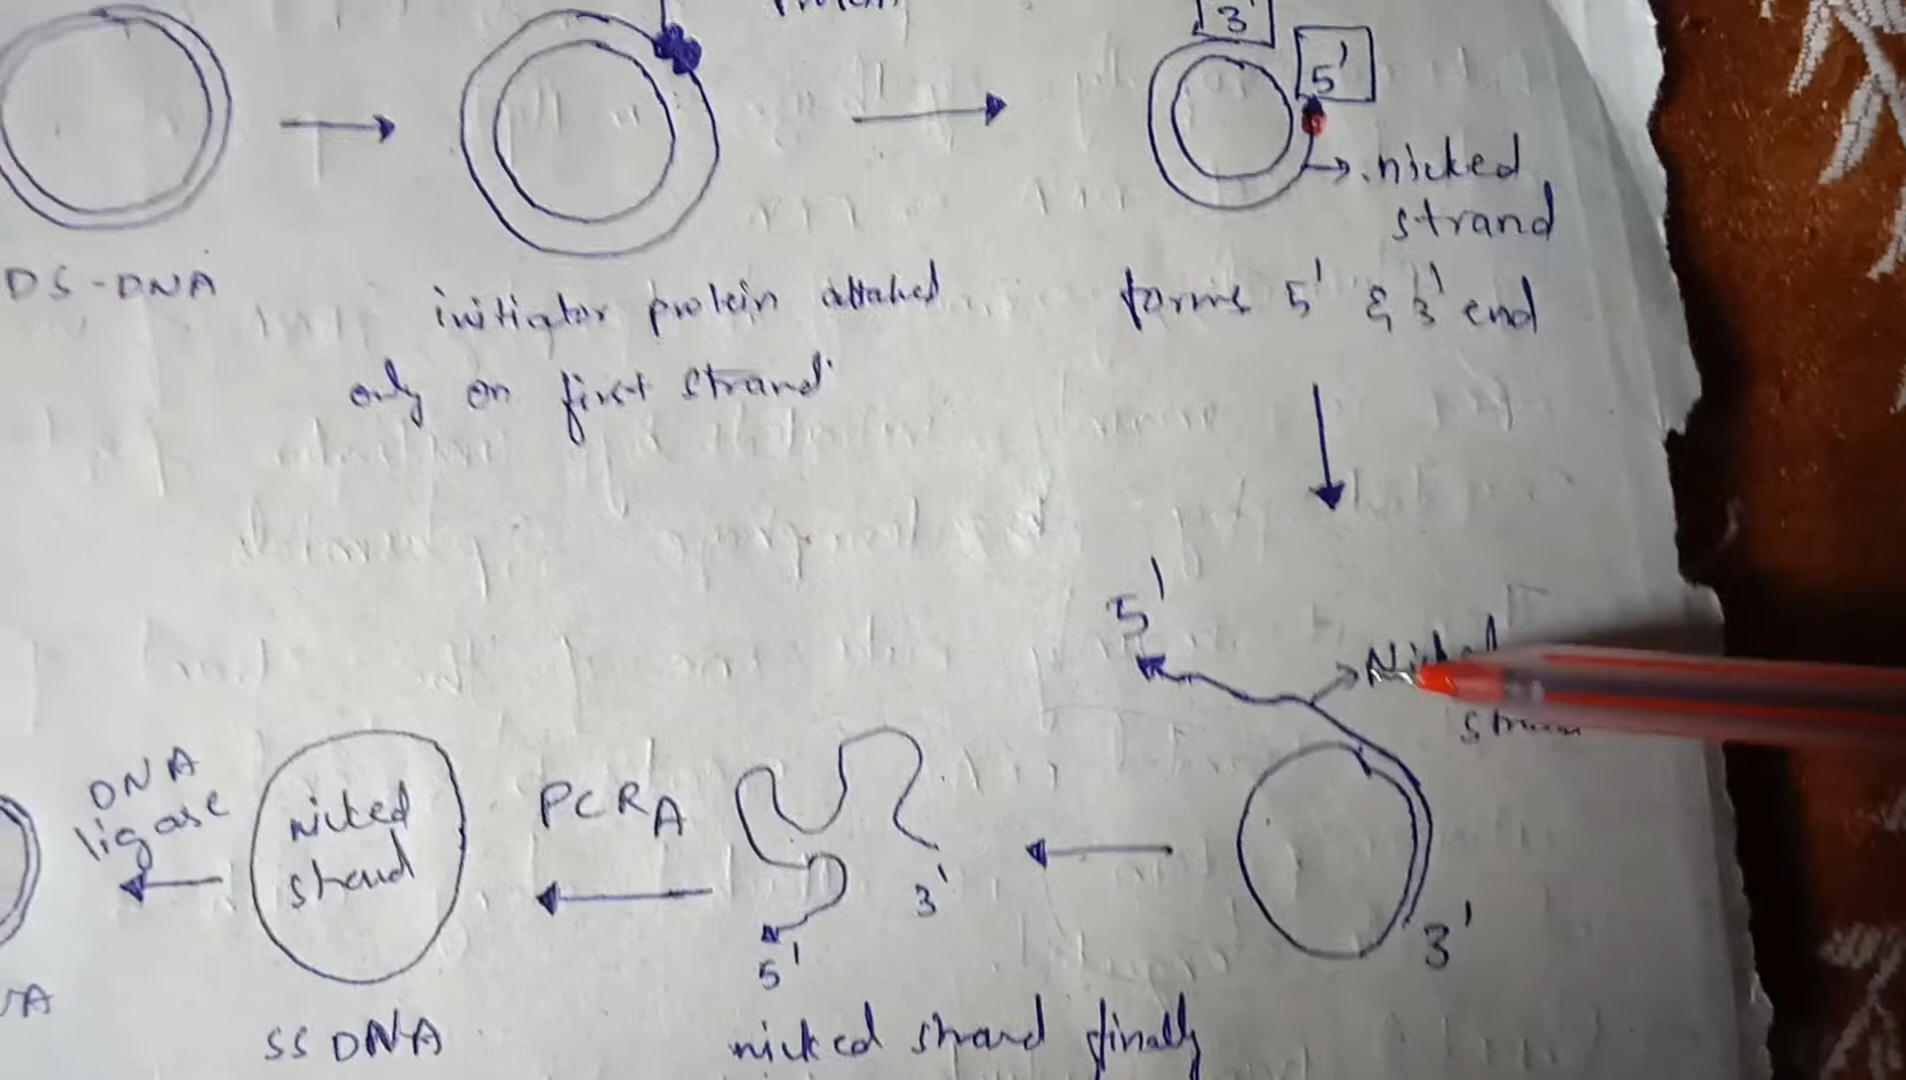 3'
5'
nicked
strand
DS-DNA
initiator protein attached
only on first strand
forms 5' & 3' end
5'
DNA
ligase
nicked
strand
PCRA
3'
5'
3'
SS DNA
nicked strand finally